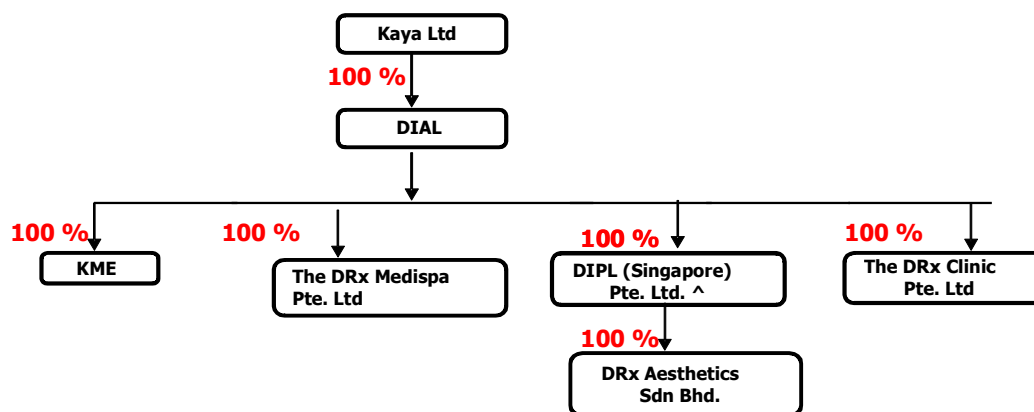 Kaya Ltd
100 %
DIAL
100 %
100 %
100 %
100 %
KME
The DRx Medispa
Pte. Ltd
DIPL (Singapore)
Pte. Ltd. ^
The DRx Clinic
Pte. Ltd
100 %
DRx Aesthetics
Sdn Bhd.